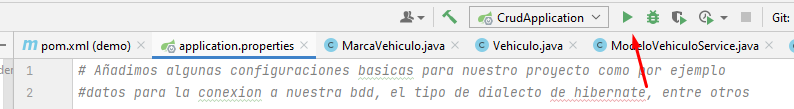 CrudApplication Git:
pom.xml (demo) application.properties MarcaVehiculo.java Vehiculo.java ModeloVehiculoService.java
1 # Añadimos algunas configuraciones basicas para nuestro proyecto como por ejemplo
2 #datos para la conexion a nuestra bdd, el tipo de dialecto de hibernate, entre otros